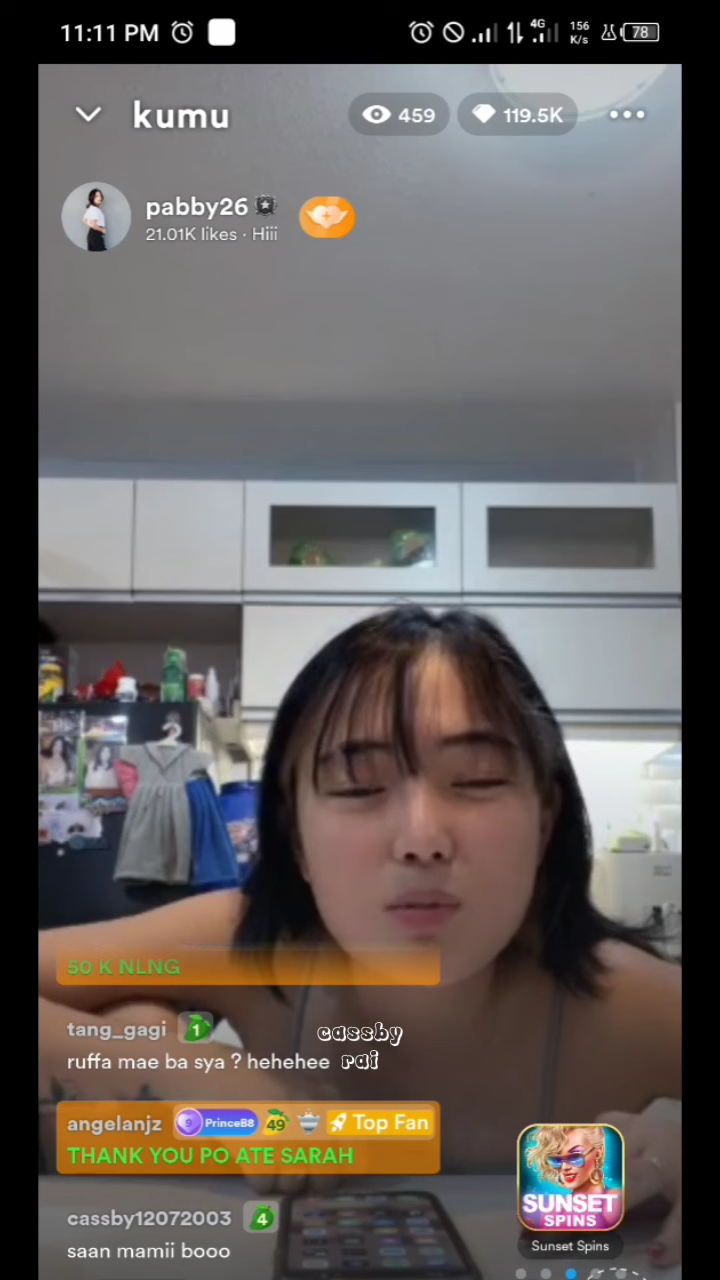 11:11 PM
4G
156
K/s
78
kumu
459
119.5K
pabby26
21.01K likes · Hiii
50 K NLNG
tang_gagi 1
ruffa mae ba sya ? hehehee
cassby
rai
angelanjz 9 PrinceB8 49 Top Fan
THANK YOU PO ATE SARAH
cassby12072003 4
saan mamii booo
SUNSET
SPINS
Sunset Spins